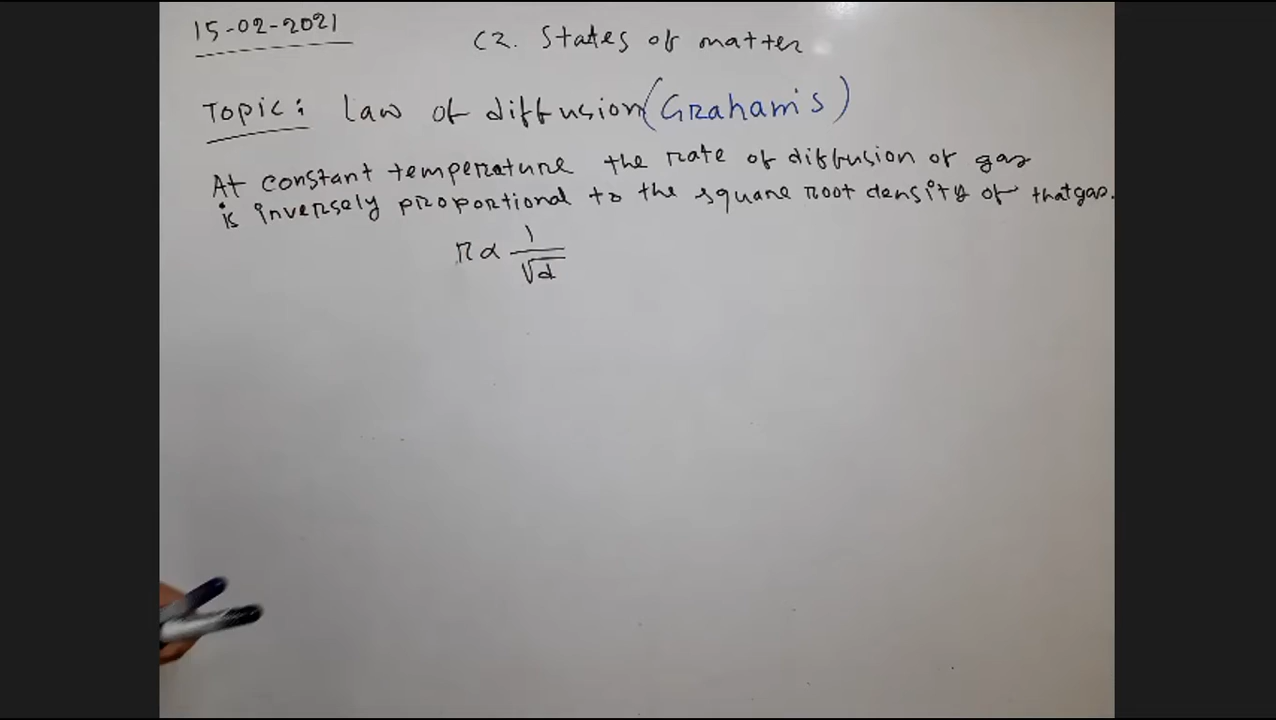 15-02-2021
C2. States of matter
Topic: law of diffusion (Graham's)
At constant temperature the rate of diffusion of gas
is inversely proportional to the square root density of that gas.
r ∝ 1/√d